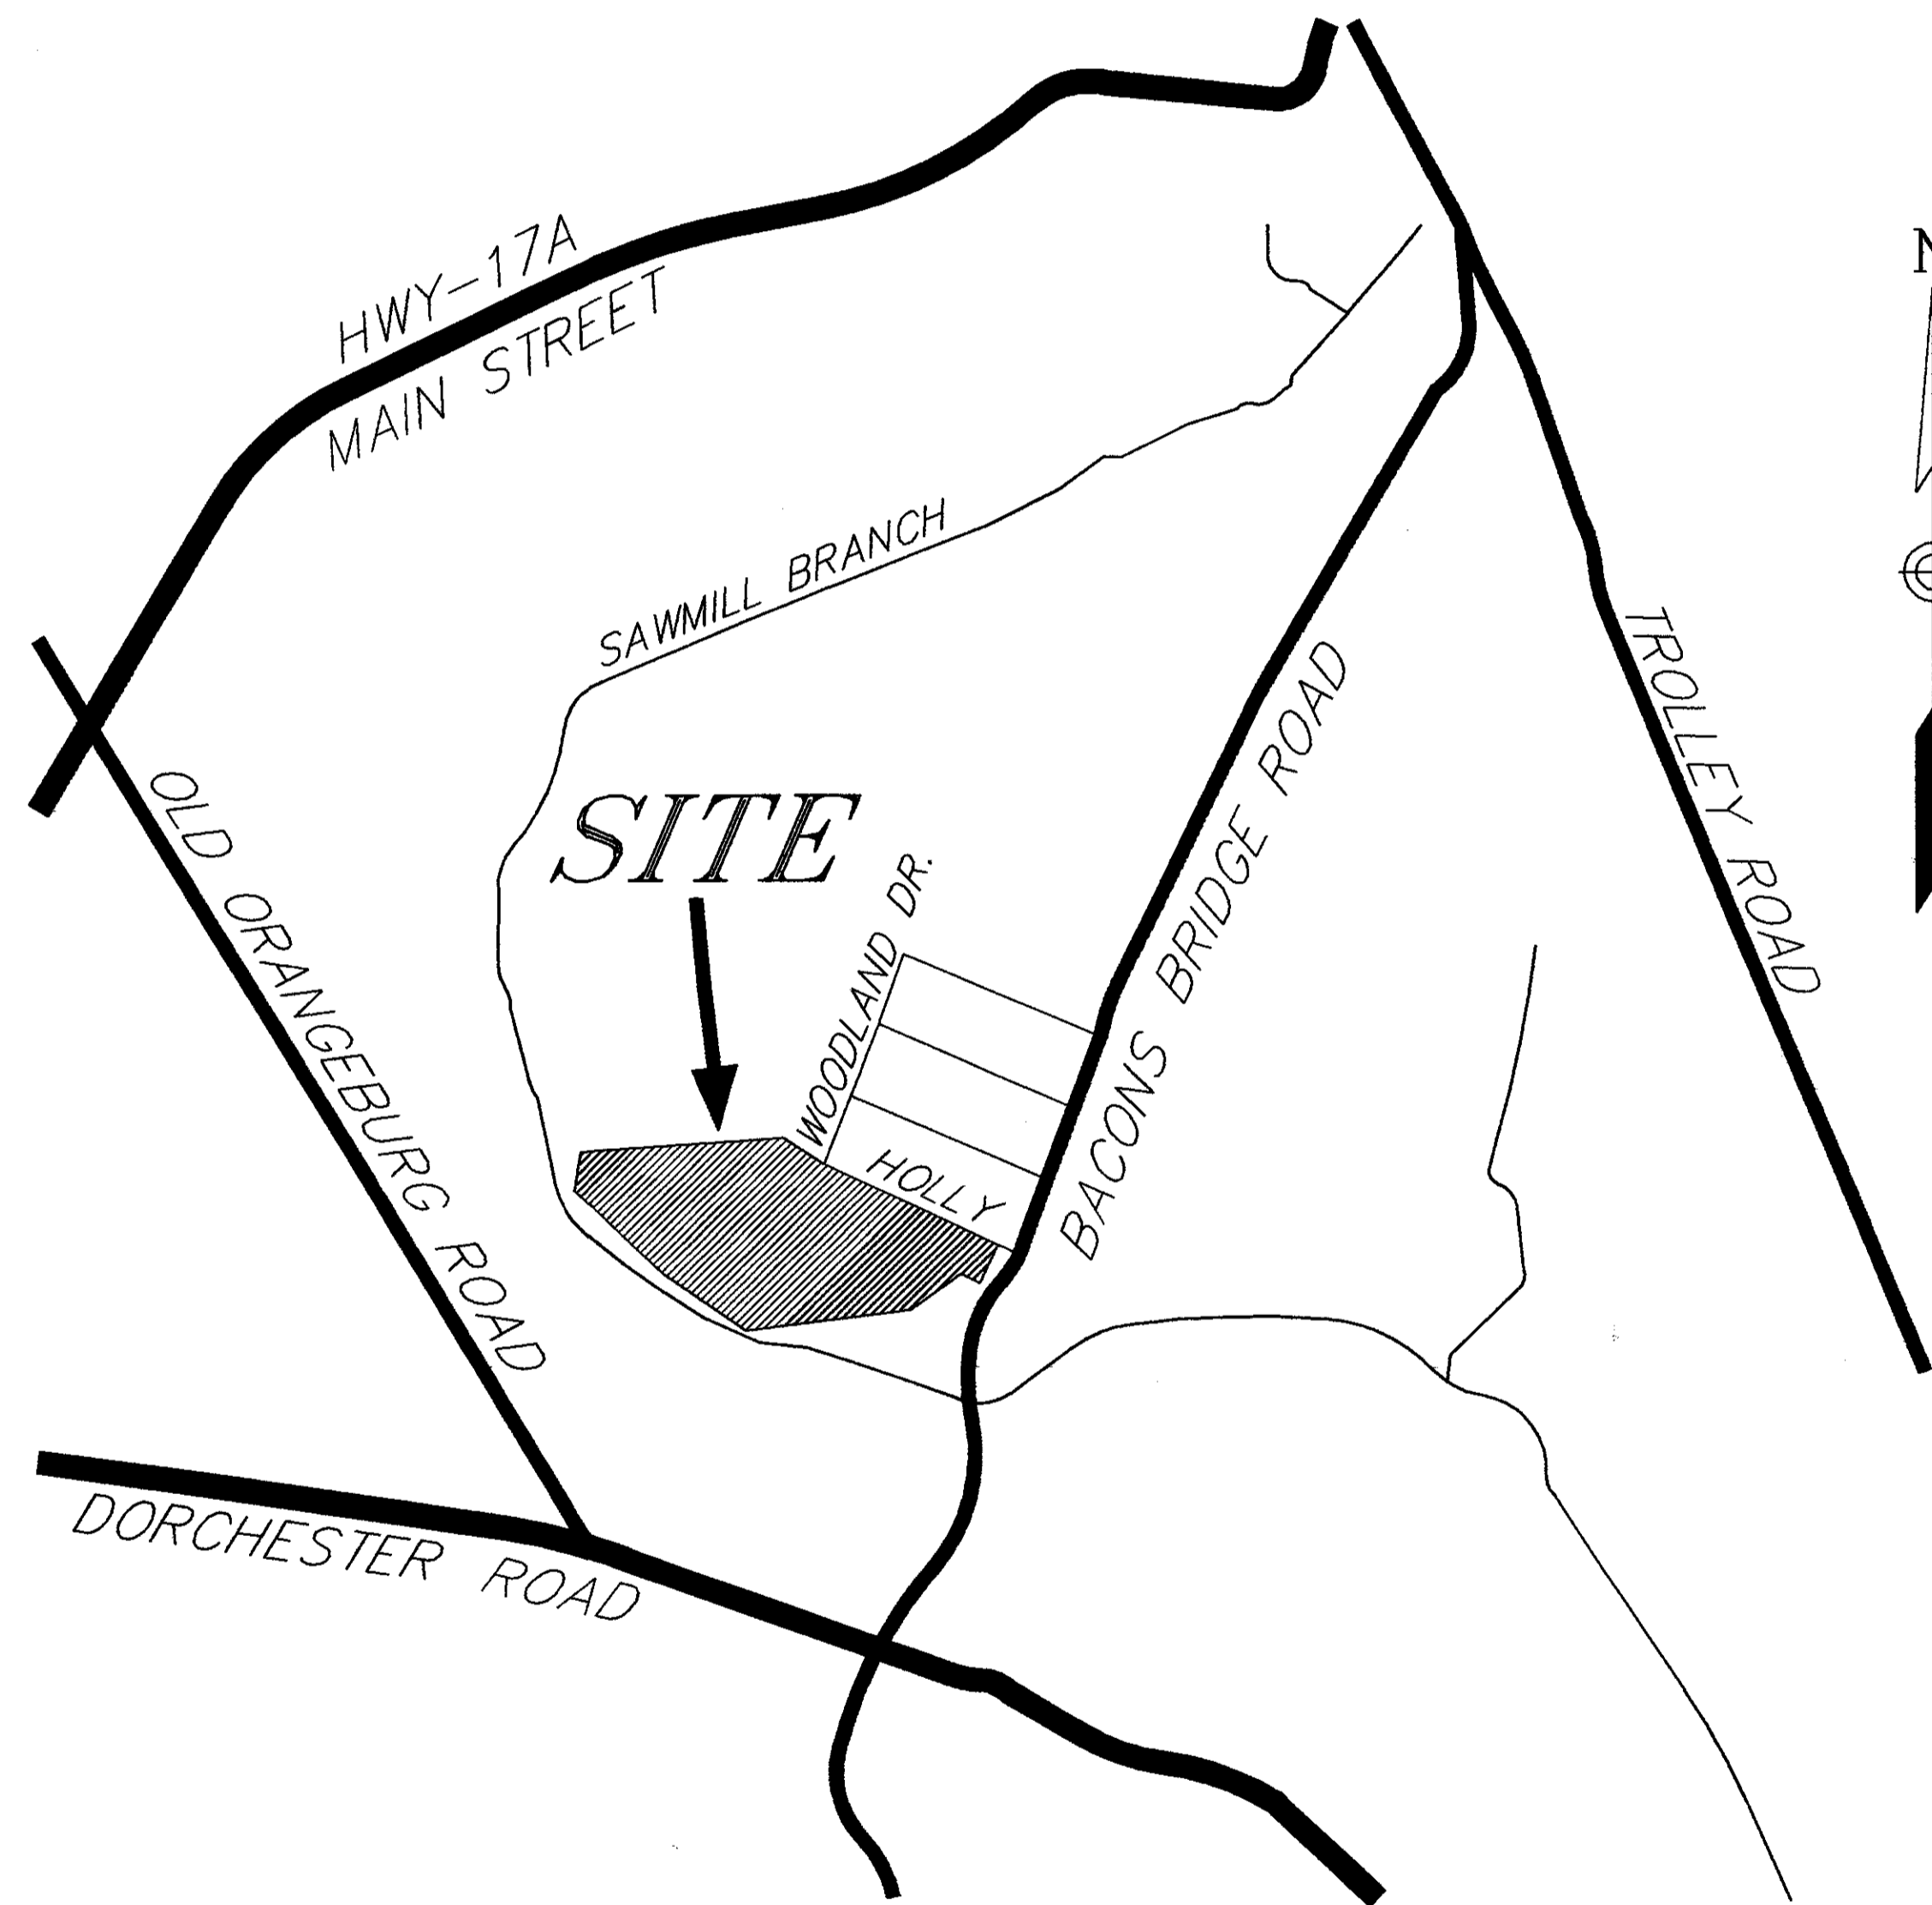 HWY-17A
MAIN STREET
N
SAWMILL BRANCH
TROLLEY ROAD
BACONS BRIDGE ROAD
OLD ORANGEBURG ROAD
SITE
WOODLAND DR.
HOLLY
DORCHESTER ROAD